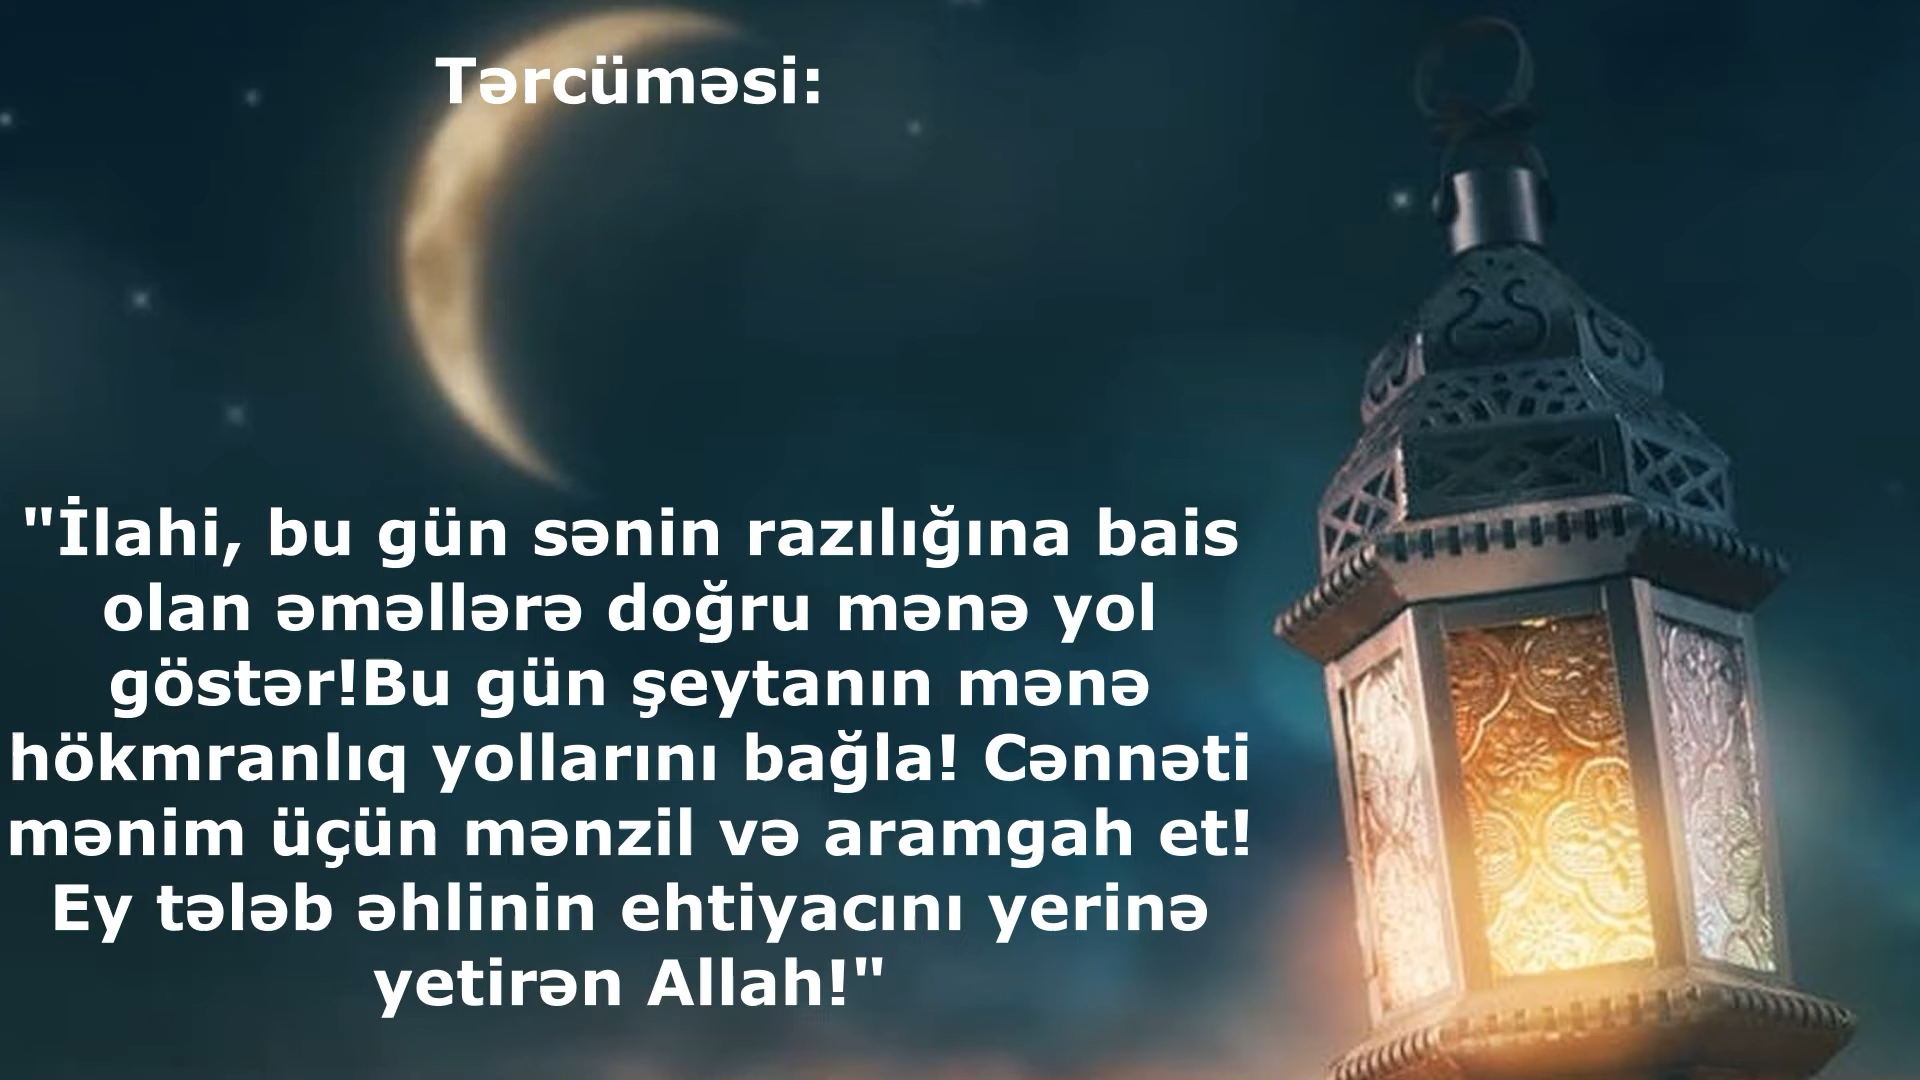 Tərcüməsi:
"İlahi, bu gün sənin razılığına bais
olan əməllərə doğru mənə yol
göstər!Bu gün şeytanın mənə
hökmranlıq yollarını bağla! Cənnəti
mənim üçün mənzil və aramgah et!
Ey tələb əhlinin ehtiyacını yerinə
yetirən Allah!"